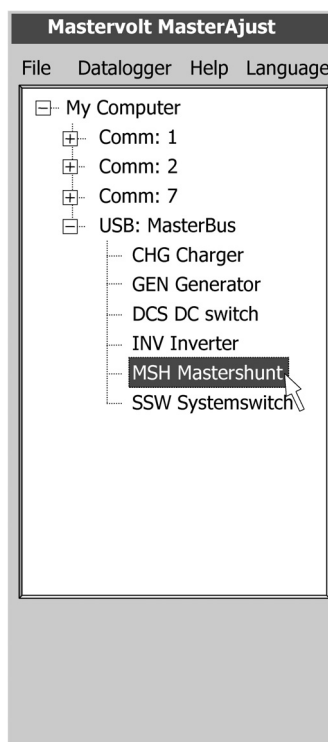 Mastervolt MasterAjust
File Datalogger Help Language
My Computer
Comm: 1
Comm: 2
Comm: 7
USB: MasterBus
CHG Charger
GEN Generator
DCS DC switch
INV Inverter
MSH Mastershunt
SSW Systemswitch